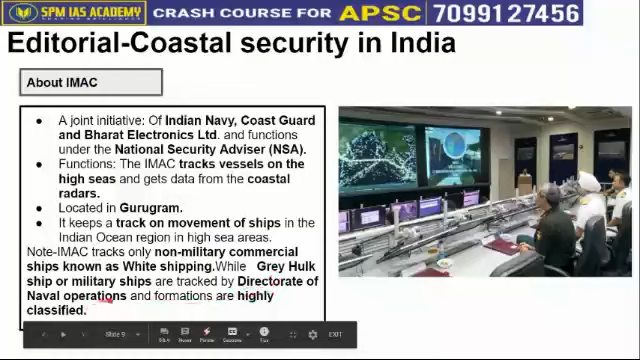 SPM IAS ACADEMY
CRASH COURSE FOR APSC 7099127456
Editorial-Coastal security in India
About IMAC
● A joint initiative: Of Indian Navy, Coast Guard
and Bharat Electronics Ltd. and functions
under the National Security Adviser (NSA).
● Functions: The IMAC tracks vessels on the
high seas and gets data from the coastal
radars.
● Located in Gurugram.
● It keeps a track on movement of ships in the
Indian Ocean region in high sea areas.
Note-IMAC tracks only non-military commercial
ships known as White shipping.While Grey Hulk
ship or military ships are tracked by Directorate of
Naval operations and formations are highly
classified.
Slide 9
EXIT